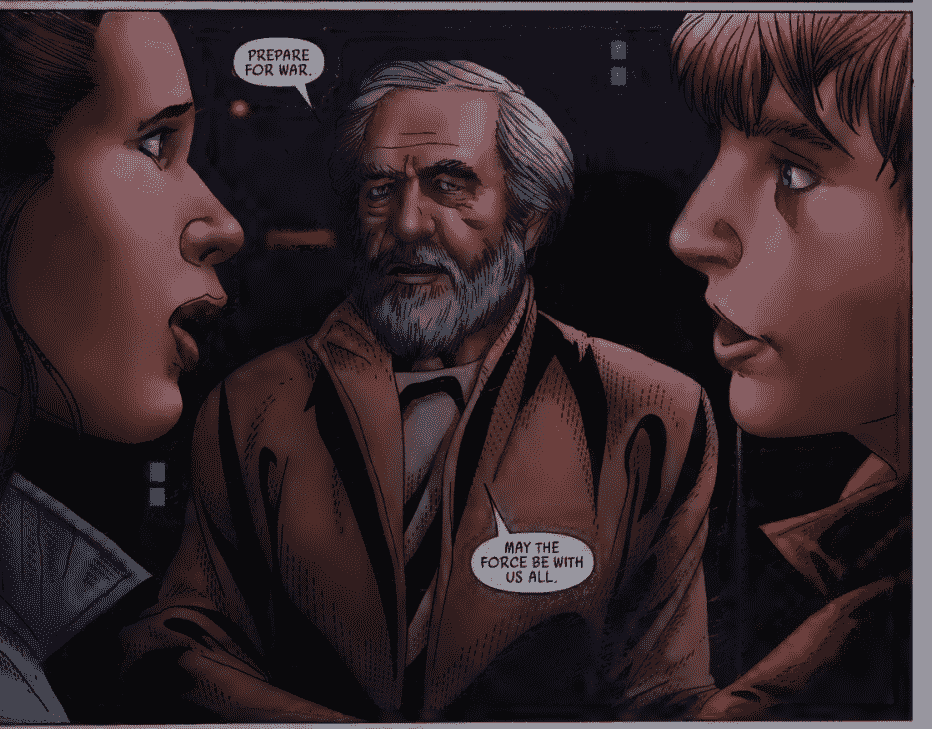 PREPARE
FOR WAR.
MAY THE
FORCE BE WITH
US ALL.